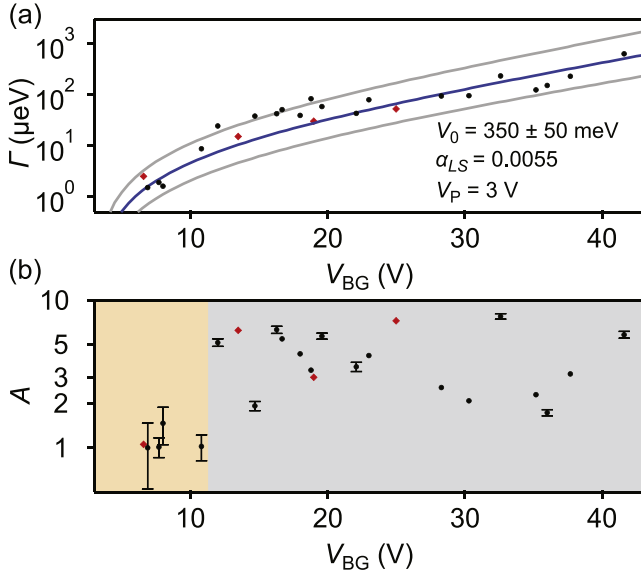 (a)
10³
10²
10¹
10⁰
Γ (μeV)
V₀ = 350 ± 50 meV
α_LS = 0.0055
V_P = 3 V
10 20 30 40
V_BG (V)
(b)
10
5
3
2
1
A
10 20 30 40
V_BG (V)